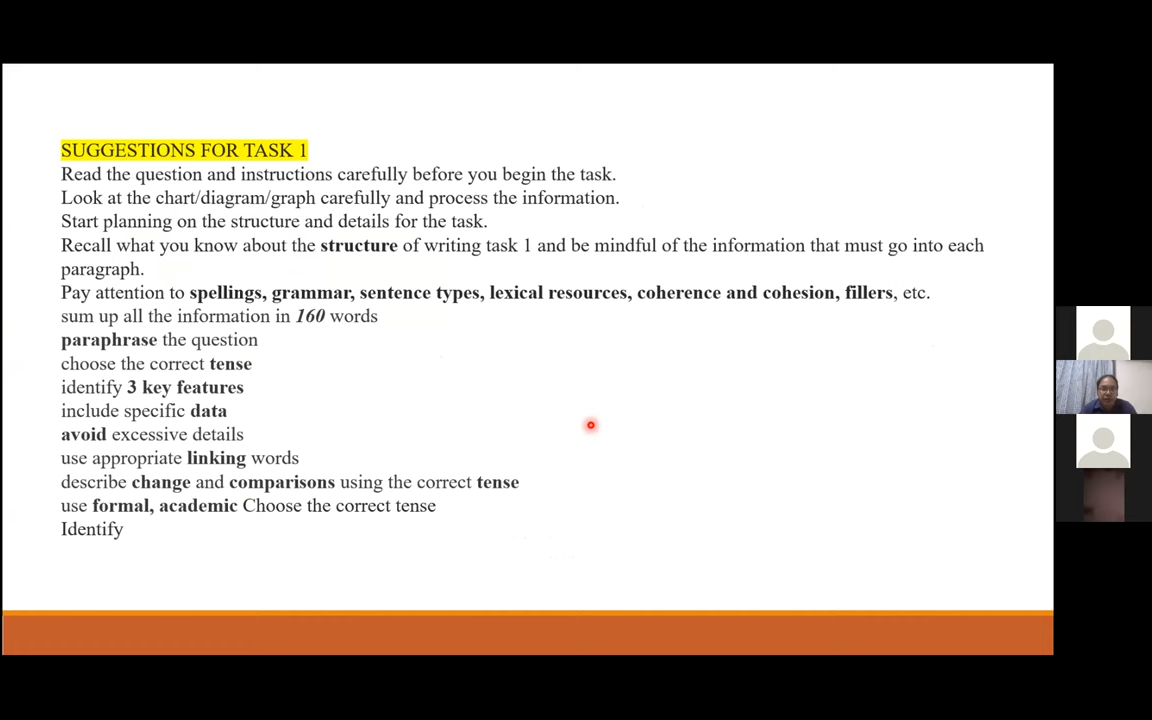 SUGGESTIONS FOR TASK 1
Read the question and instructions carefully before you begin the task.
Look at the chart/diagram/graph carefully and process the information.
Start planning on the structure and details for the task.
Recall what you know about the structure of writing task 1 and be mindful of the information that must go into each
paragraph.
Pay attention to spellings, grammar, sentence types, lexical resources, coherence and cohesion, fillers, etc.
sum up all the information in 160 words
paraphrase the question
choose the correct tense
identify 3 key features
include specific data
avoid excessive details
use appropriate linking words
describe change and comparisons using the correct tense
use formal, academic Choose the correct tense
Identify